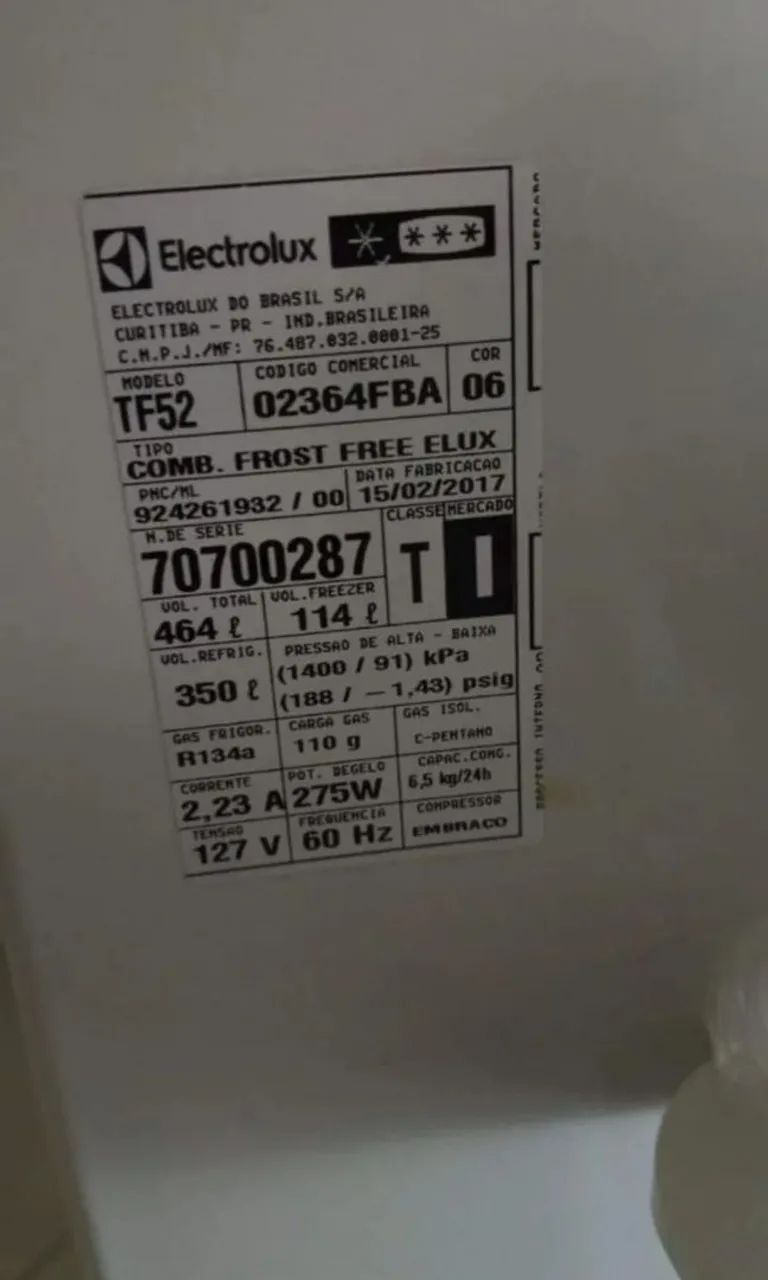 Electrolux
ELECTROLUX DO BRASIL S/A
CURITIBA - PR - IND.BRASILEIRA
C.N.P.J./MF: 76.487.032.0001-25
MODELO CODIGO COMERCIAL COR
TF52 02364FBA 06
TIPO
COMB. FROST FREE ELUX
PNC/ML DATA FABRICACAO
924261932 / 00 15/02/2017
N.DE SERIE CLASSE MERCADO
70700287 T I
VOL. TOTAL VOL.FREEZER
464 ℓ 114 ℓ
VOL.REFRIG. PRESSAO DE ALTA - BAIXA
350 ℓ (1400 / 91) kPa
(188 / - 1,43) psig
GAS FRIGOR. CARGA GAS GAS ISOL.
R134a 110 g C-PENTANO
CORRENTE POT. DEGELO CAPAC.CONG.
2,23 A 275W 6,5 kg/24h
TENSAO FREQUENCIA COMPRESSOR
127 V 60 Hz EMBRACO